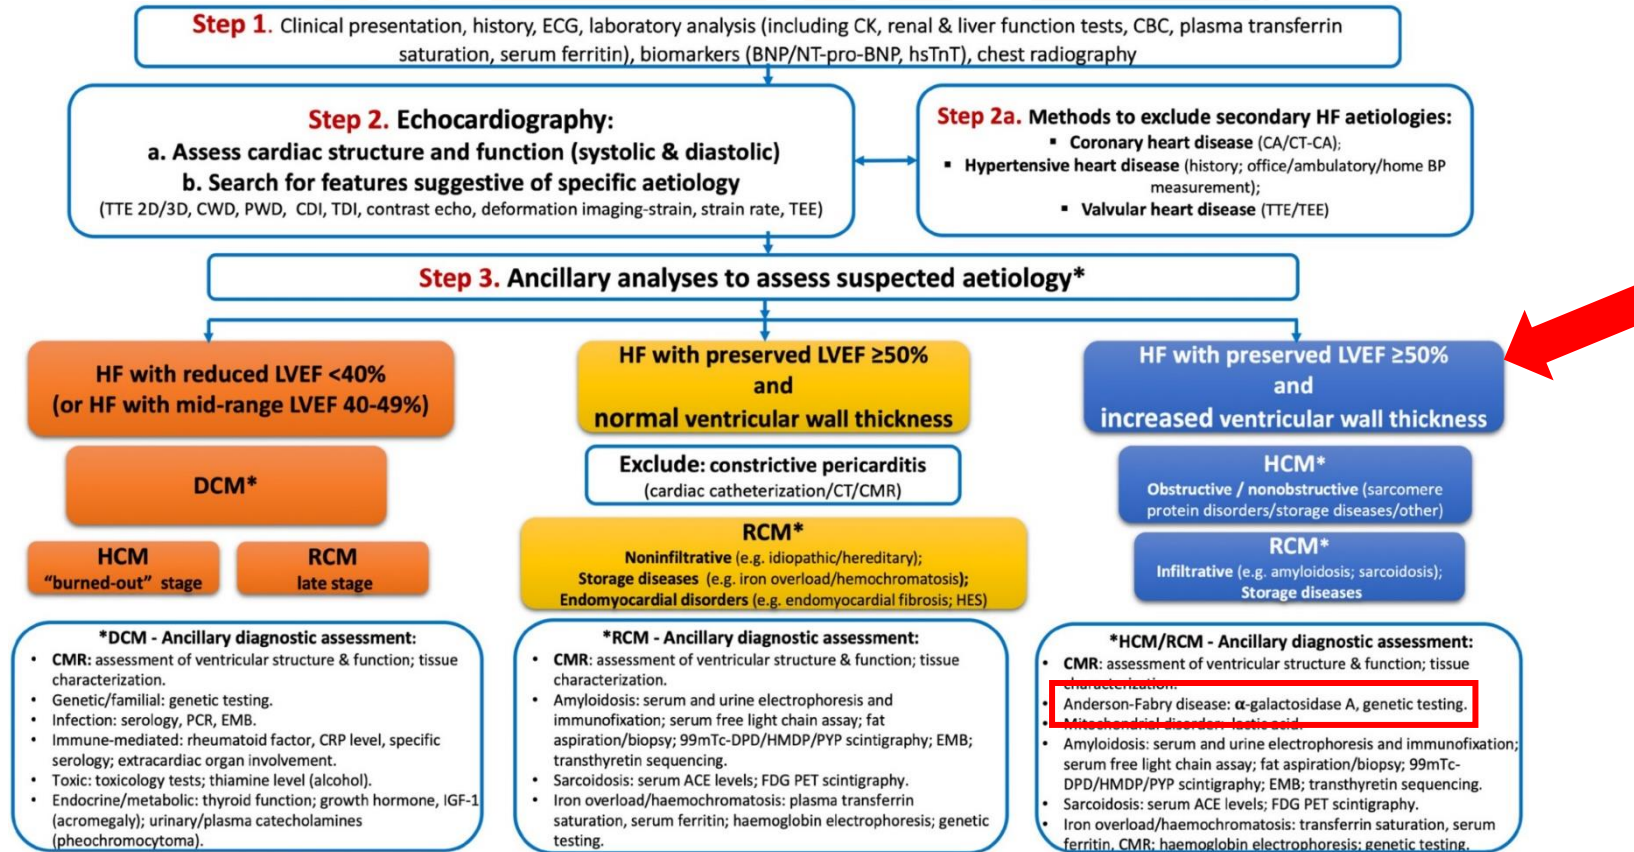 Step 1. Clinical presentation, history, ECG, laboratory analysis (including CK, renal & liver function tests, CBC, plasma transferrin
saturation, serum ferritin), biomarkers (BNP/NT-pro-BNP, hsTnT), chest radiography
Step 2. Echocardiography:
a. Assess cardiac structure and function (systolic & diastolic)
b. Search for features suggestive of specific aetiology
(TTE 2D/3D, CWD, PWD, CDI, TDI, contrast echo, deformation imaging-strain, strain rate, TEE)
Step 2a. Methods to exclude secondary HF aetiologies:
▪ Coronary heart disease (CA/CT-CA);
▪ Hypertensive heart disease (history; office/ambulatory/home BP
measurement);
▪ Valvular heart disease (TTE/TEE)
Step 3. Ancillary analyses to assess suspected aetiology*
HF with reduced LVEF <40%
(or HF with mid-range LVEF 40-49%)
DCM*
HCM
"burned-out" stage
RCM
late stage
*DCM - Ancillary diagnostic assessment:
• CMR: assessment of ventricular structure & function; tissue
characterization.
• Genetic/familial: genetic testing.
• Infection: serology, PCR, EMB.
• Immune-mediated: rheumatoid factor, CRP level, specific
serology; extracardiac organ involvement.
• Toxic: toxicology tests; thiamine level (alcohol).
• Endocrine/metabolic: thyroid function; growth hormone, IGF-1
(acromegaly); urinary/plasma catecholamines
(pheochromocytoma).
HF with preserved LVEF ≥50%
and
normal ventricular wall thickness
Exclude: constrictive pericarditis
(cardiac catheterization/CT/CMR)
RCM*
Noninfiltrative (e.g. idiopathic/hereditary);
Storage diseases (e.g. iron overload/hemochromatosis);
Endomyocardial disorders (e.g. endomyocardial fibrosis; HES)
*RCM - Ancillary diagnostic assessment:
• CMR: assessment of ventricular structure & function; tissue
characterization.
• Amyloidosis: serum and urine electrophoresis and
immunofixation; serum free light chain assay; fat
aspiration/biopsy; 99mTc-DPD/HMDP/PYP scintigraphy; EMB;
transthyretin sequencing.
• Sarcoidosis: serum ACE levels; FDG PET scintigraphy.
• Iron overload/haemochromatosis: plasma transferrin
saturation, serum ferritin; haemoglobin electrophoresis; genetic
testing.
HF with preserved LVEF ≥50%
and
increased ventricular wall thickness
HCM*
Obstructive / nonobstructive (sarcomere
protein disorders/storage diseases/other)
RCM*
Infiltrative (e.g. amyloidosis; sarcoidosis);
Storage diseases
*HCM/RCM - Ancillary diagnostic assessment:
• CMR: assessment of ventricular structure & function; tissue
characterization.
• Anderson-Fabry disease: α-galactosidase A, genetic testing.
• Mitochondrial disorder: lactic acid.
• Amyloidosis: serum and urine electrophoresis and immunofixation;
serum free light chain assay; fat aspiration/biopsy; 99mTc-
DPD/HMDP/PYP scintigraphy; EMB; transthyretin sequencing.
• Sarcoidosis: serum ACE levels; FDG PET scintigraphy.
• Iron overload/haemochromatosis: transferrin saturation, serum
ferritin, CMR; haemoglobin electrophoresis; genetic testing.